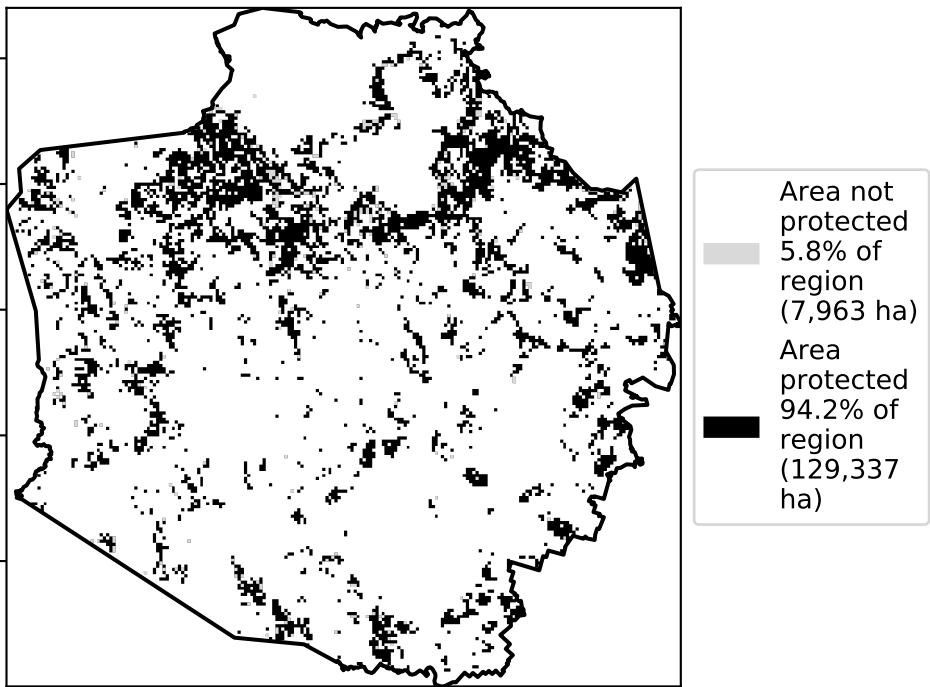 Area not
protected
5.8% of
region
(7,963 ha)
Area
protected
94.2% of
region
(129,337
ha)